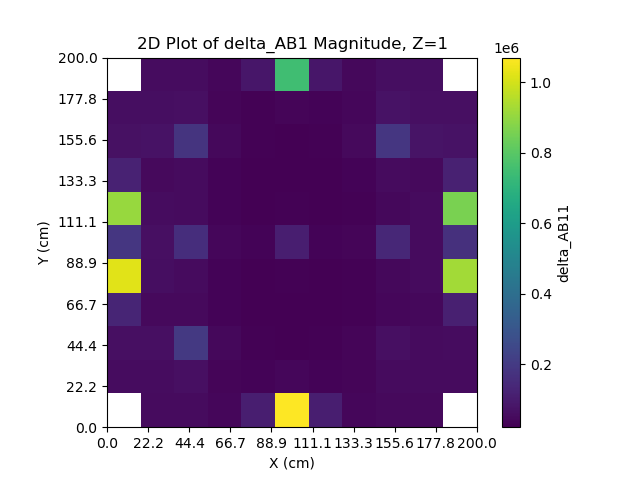 2D Plot of delta_AB1 Magnitude, Z=1
1e6
200.0
177.8
155.6
133.3
111.1
88.9
66.7
44.4
22.2
0.0
Y (cm)
0.0 22.2 44.4 66.7 88.9 111.1 133.3 155.6 177.8 200.0
X (cm)
1.0
0.8
0.6
0.4
0.2
delta_AB11